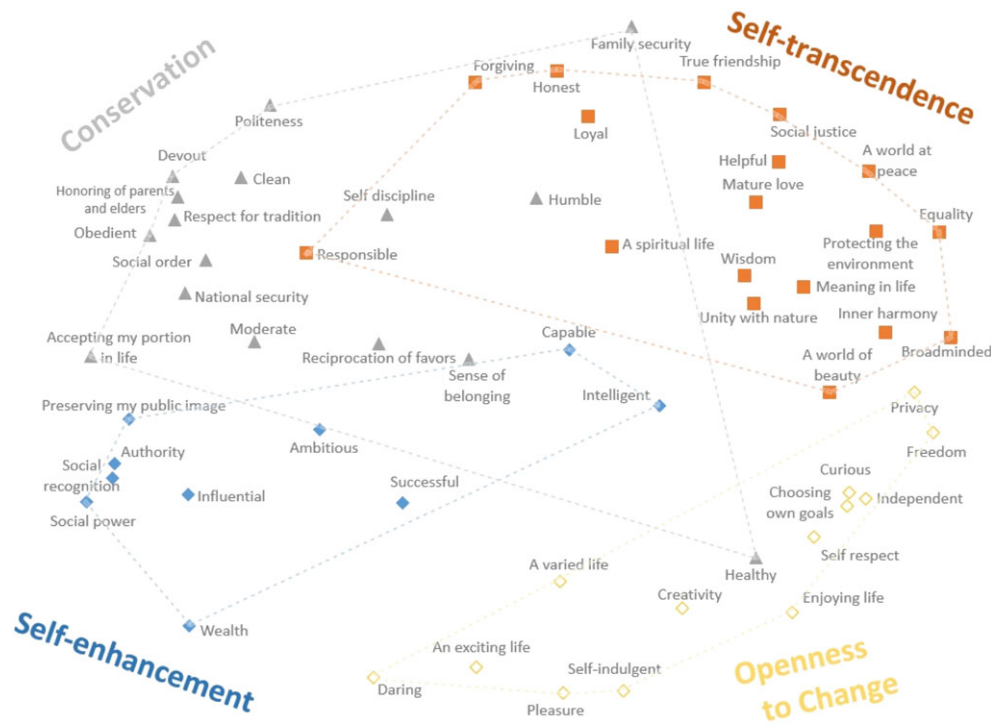 Self-transcendence
Conservation
Family security
Forgiving
Honest
True friendship
Loyal
Politeness
Social justice
Devout
Clean
Helpful
A world at
peace
Mature love
Honoring of parents
and elders
Self discipline
Humble
Respect for tradition
Equality
Obedient
A spiritual life
Protecting the
environment
Social order
Responsible
Wisdom
Meaning in life
National security
Unity with nature
Inner harmony
Moderate
Capable
Accepting my portion
in life
Reciprocation of favors
Sense of
belonging
A world of
beauty
Broadminded
Intelligent
Preserving my public image
Privacy
Ambitious
Authority
Freedom
Social
recognition
Successful
Curious
Influential
Choosing
own goals
Independent
Social power
Self respect
A varied life
Healthy
Creativity
Enjoying life
Wealth
Self-enhancement
An exciting life
Self-indulgent
Openness
to Change
Daring
Pleasure